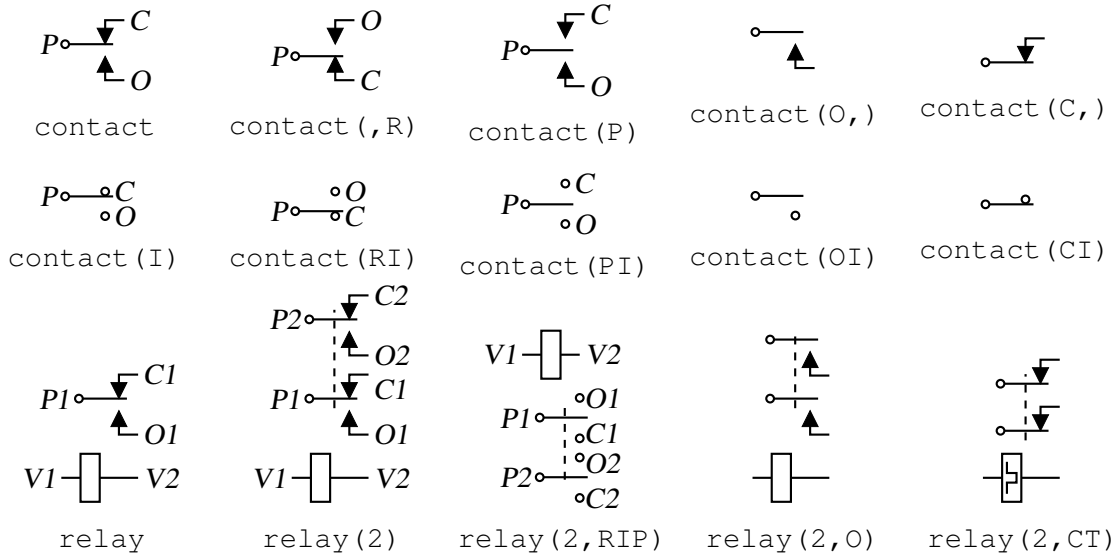 C O C
P P P
O C O
contact contact(,R) contact(P) contact(O,) contact(C,)
P C P O P C
O C O
contact(I) contact(RI) contact(PI) contact(OI) contact(CI)
C2
P2
O2
V1 V2
C1 C1 O1
P1 P1 P1
C1
O1 O1 O2
P2
V1 V2 V1 V2 C2
relay relay(2) relay(2,RIP) relay(2,O) relay(2,CT)